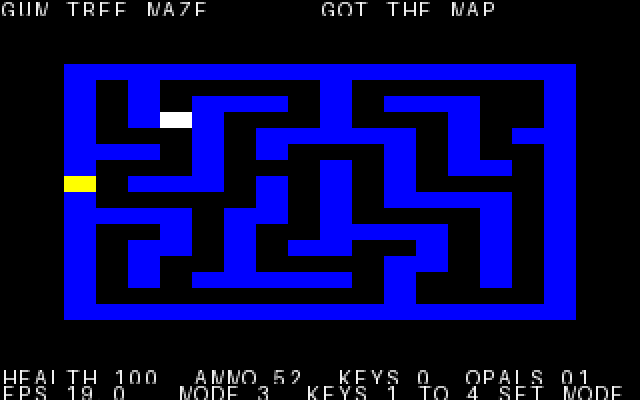 GUM TREE MAZE GOT THE MAP
HEALTH 100 AMMO 52 KEYS 0 OPALS 01
FPS 19.0 MODE 3 KEYS 1 TO 4 SET MODE